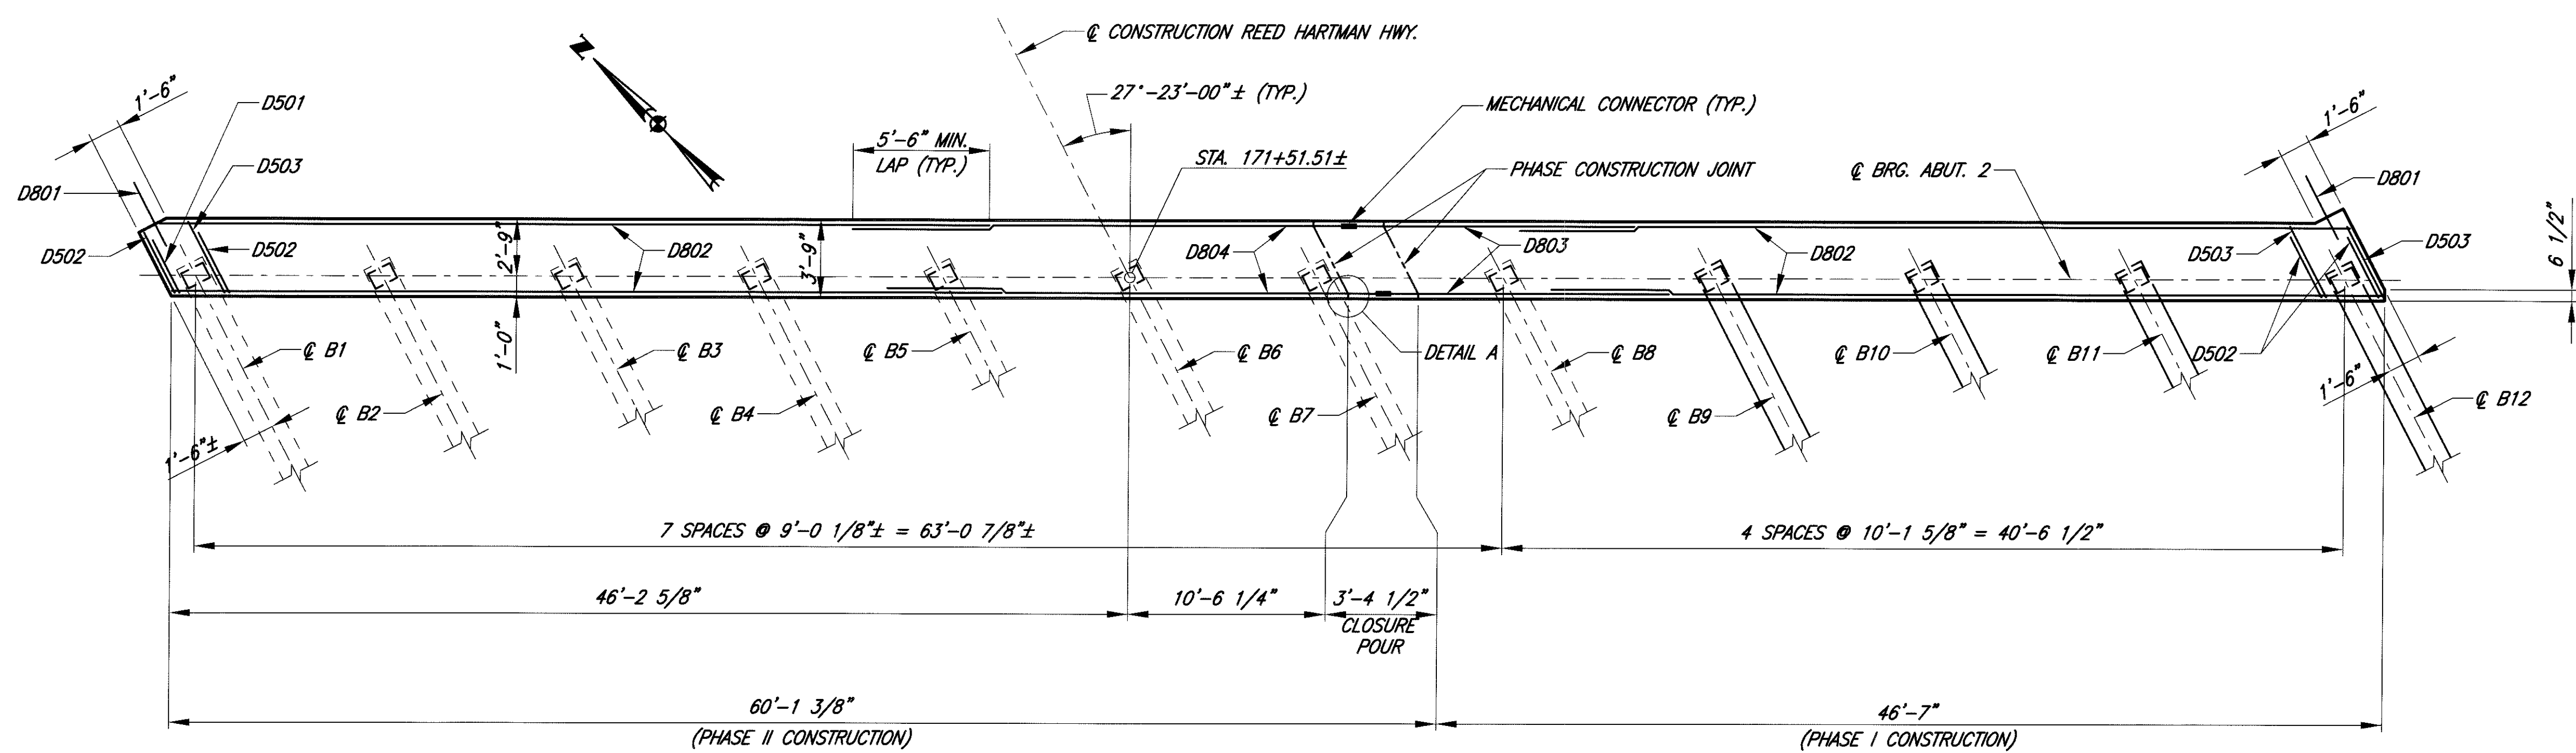 ℄ CONSTRUCTION REED HARTMAN HWY.
N
27°-23'-00"± (TYP.)
MECHANICAL CONNECTOR (TYP.)
1'-6"
D501
D503
D801
5'-6" MIN.
LAP (TYP.)
STA. 171+51.51±
PHASE CONSTRUCTION JOINT
℄ BRG. ABUT. 2
1'-6"
D801
D502
D502
2'-9"
D802
3'-9"
D804
D803
D802
D503
D503
6 1/2"
1'-0"
℄ B1
℄ B2
℄ B3
℄ B4
℄ B5
℄ B6
℄ B7
DETAIL A
℄ B8
℄ B9
℄ B10
℄ B11
D502
1'-6"
℄ B12
1'-6"±
7 SPACES @ 9'-0 1/8"± = 63'-0 7/8"±
4 SPACES @ 10'-1 5/8" = 40'-6 1/2"
46'-2 5/8"
10'-6 1/4"
3'-4 1/2"
CLOSURE
POUR
60'-1 3/8"
(PHASE II CONSTRUCTION)
46'-7"
(PHASE I CONSTRUCTION)